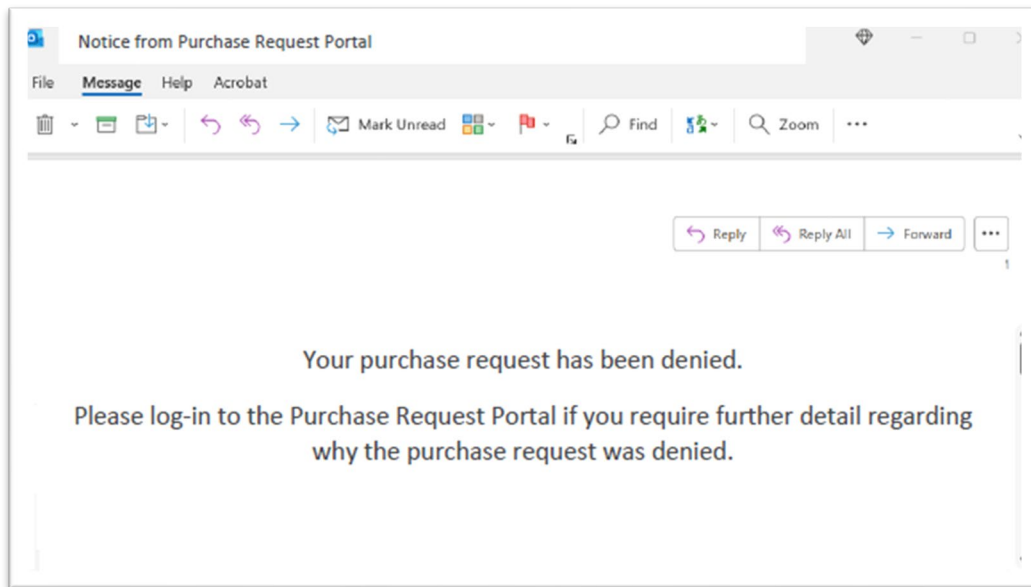 Notice from Purchase Request Portal
File Message Help Acrobat
Mark Unread Find Zoom
Reply Reply All Forward
1
Your purchase request has been denied.
Please log-in to the Purchase Request Portal if you require further detail regarding
why the purchase request was denied.